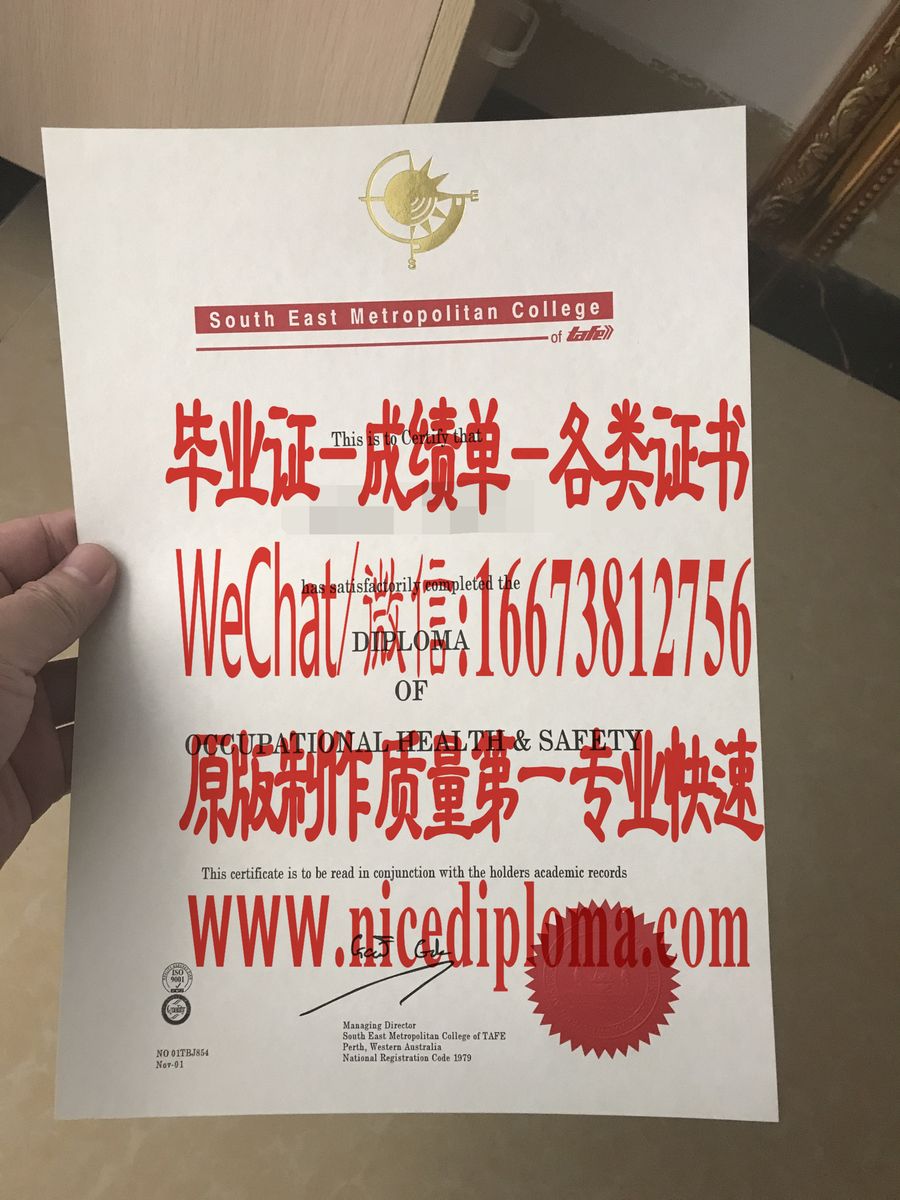 E
S
South East Metropolitan College
of tafe
This is to Certify that
毕业证一成绩单一各类证书
has satisfactorily completed the
WeChat/微信:16673812756
DIPLOMA
OF
OCCUPATIONAL HEALTH & SAFETY
原版制作质量第一专业快速
This certificate is to be read in conjunction with the holders academic records
www.nicediploma.com
ISO
9001
Quality
Managing Director
South East Metropolitan College of TAFE
Perth, Western Australia
National Registration Code 1979
NO 01TBJ854
Nov-01